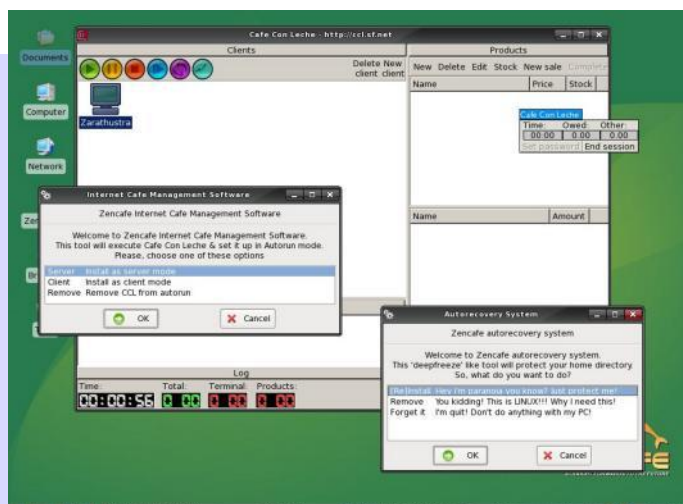 Documents
Computer
Network
Cafe Con Leche - http://ccl.sf.net
Clients
Delete New
client client
Zarathustra
Products
New Delete Edit Stock New sale Complete
Name Price Stock
Cafe Con Leche
Time: Owed: Other:
00:00 0.00 0.00
Set password End session
Name Amount
Internet Cafe Management Software
Zencafe Internet Cafe Management Software
Welcome to Zencafe Internet Cafe Management Software.
This tool will execute Cafe Con Leche & set it up in Autorun mode.
Please, choose one of these options
Server Install as server mode
Client Install as client mode
Remove Remove CCL from autorun
OK Cancel
Log
Time: Total: Terminal: Products:
00:00:56
Autorecovery System
Zencafe autorecovery system
Welcome to Zencafe autorecovery system.
This 'deepfreeze' like tool will protect your home directory.
So, what do you want to do?
(Re)Install Hey I'm paranoia you know? Just protect me!
Remove You kidding! This is LINUX!!! Why I need this!
Forget it I'm quit! Don't do anything with my PC!
OK Cancel